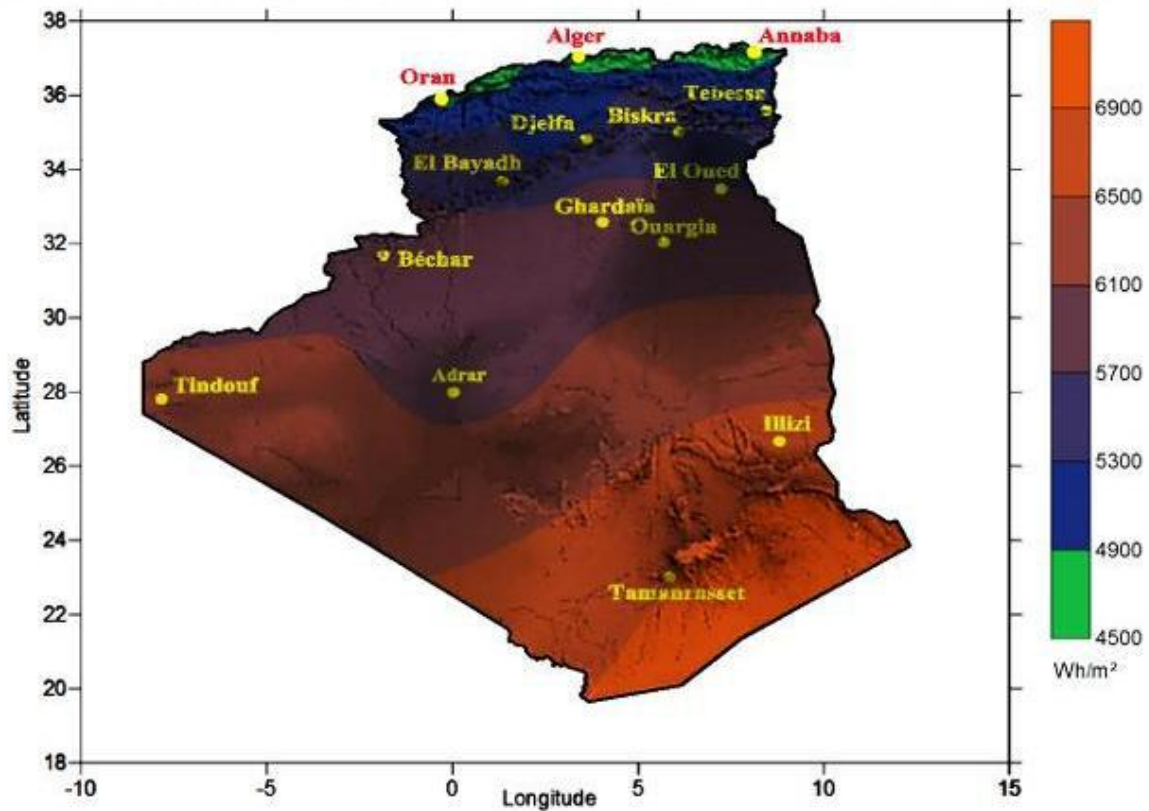 38
36
34
32
30
28
26
24
22
20
18
Latitude
-10
-5
0
5
10
15
Longitude
Alger
Annaba
Oran
Tebessa
Biskra
Djelfa
El Bayadh
El Oued
Ghardaïa
Ouargla
Béchar
Adrar
Tindouf
Illizi
Tamanrasset
6900
6500
6100
5700
5300
4900
4500
Wh/m²